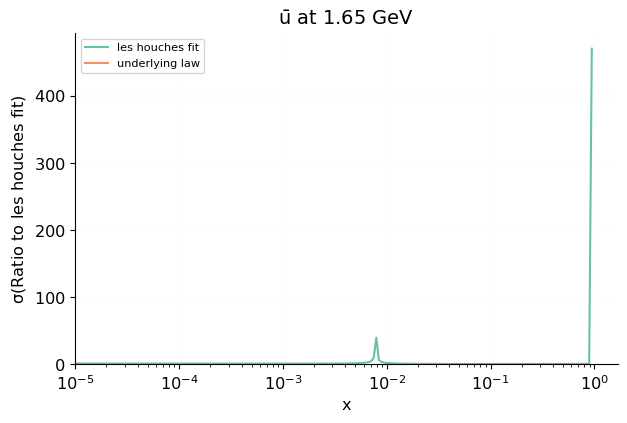 ū at 1.65 GeV
les houches fit
underlying law
σ(Ratio to les houches fit)
400
300
200
100
0
10⁻⁵ 10⁻⁴ 10⁻³ 10⁻² 10⁻¹ 10⁰
x